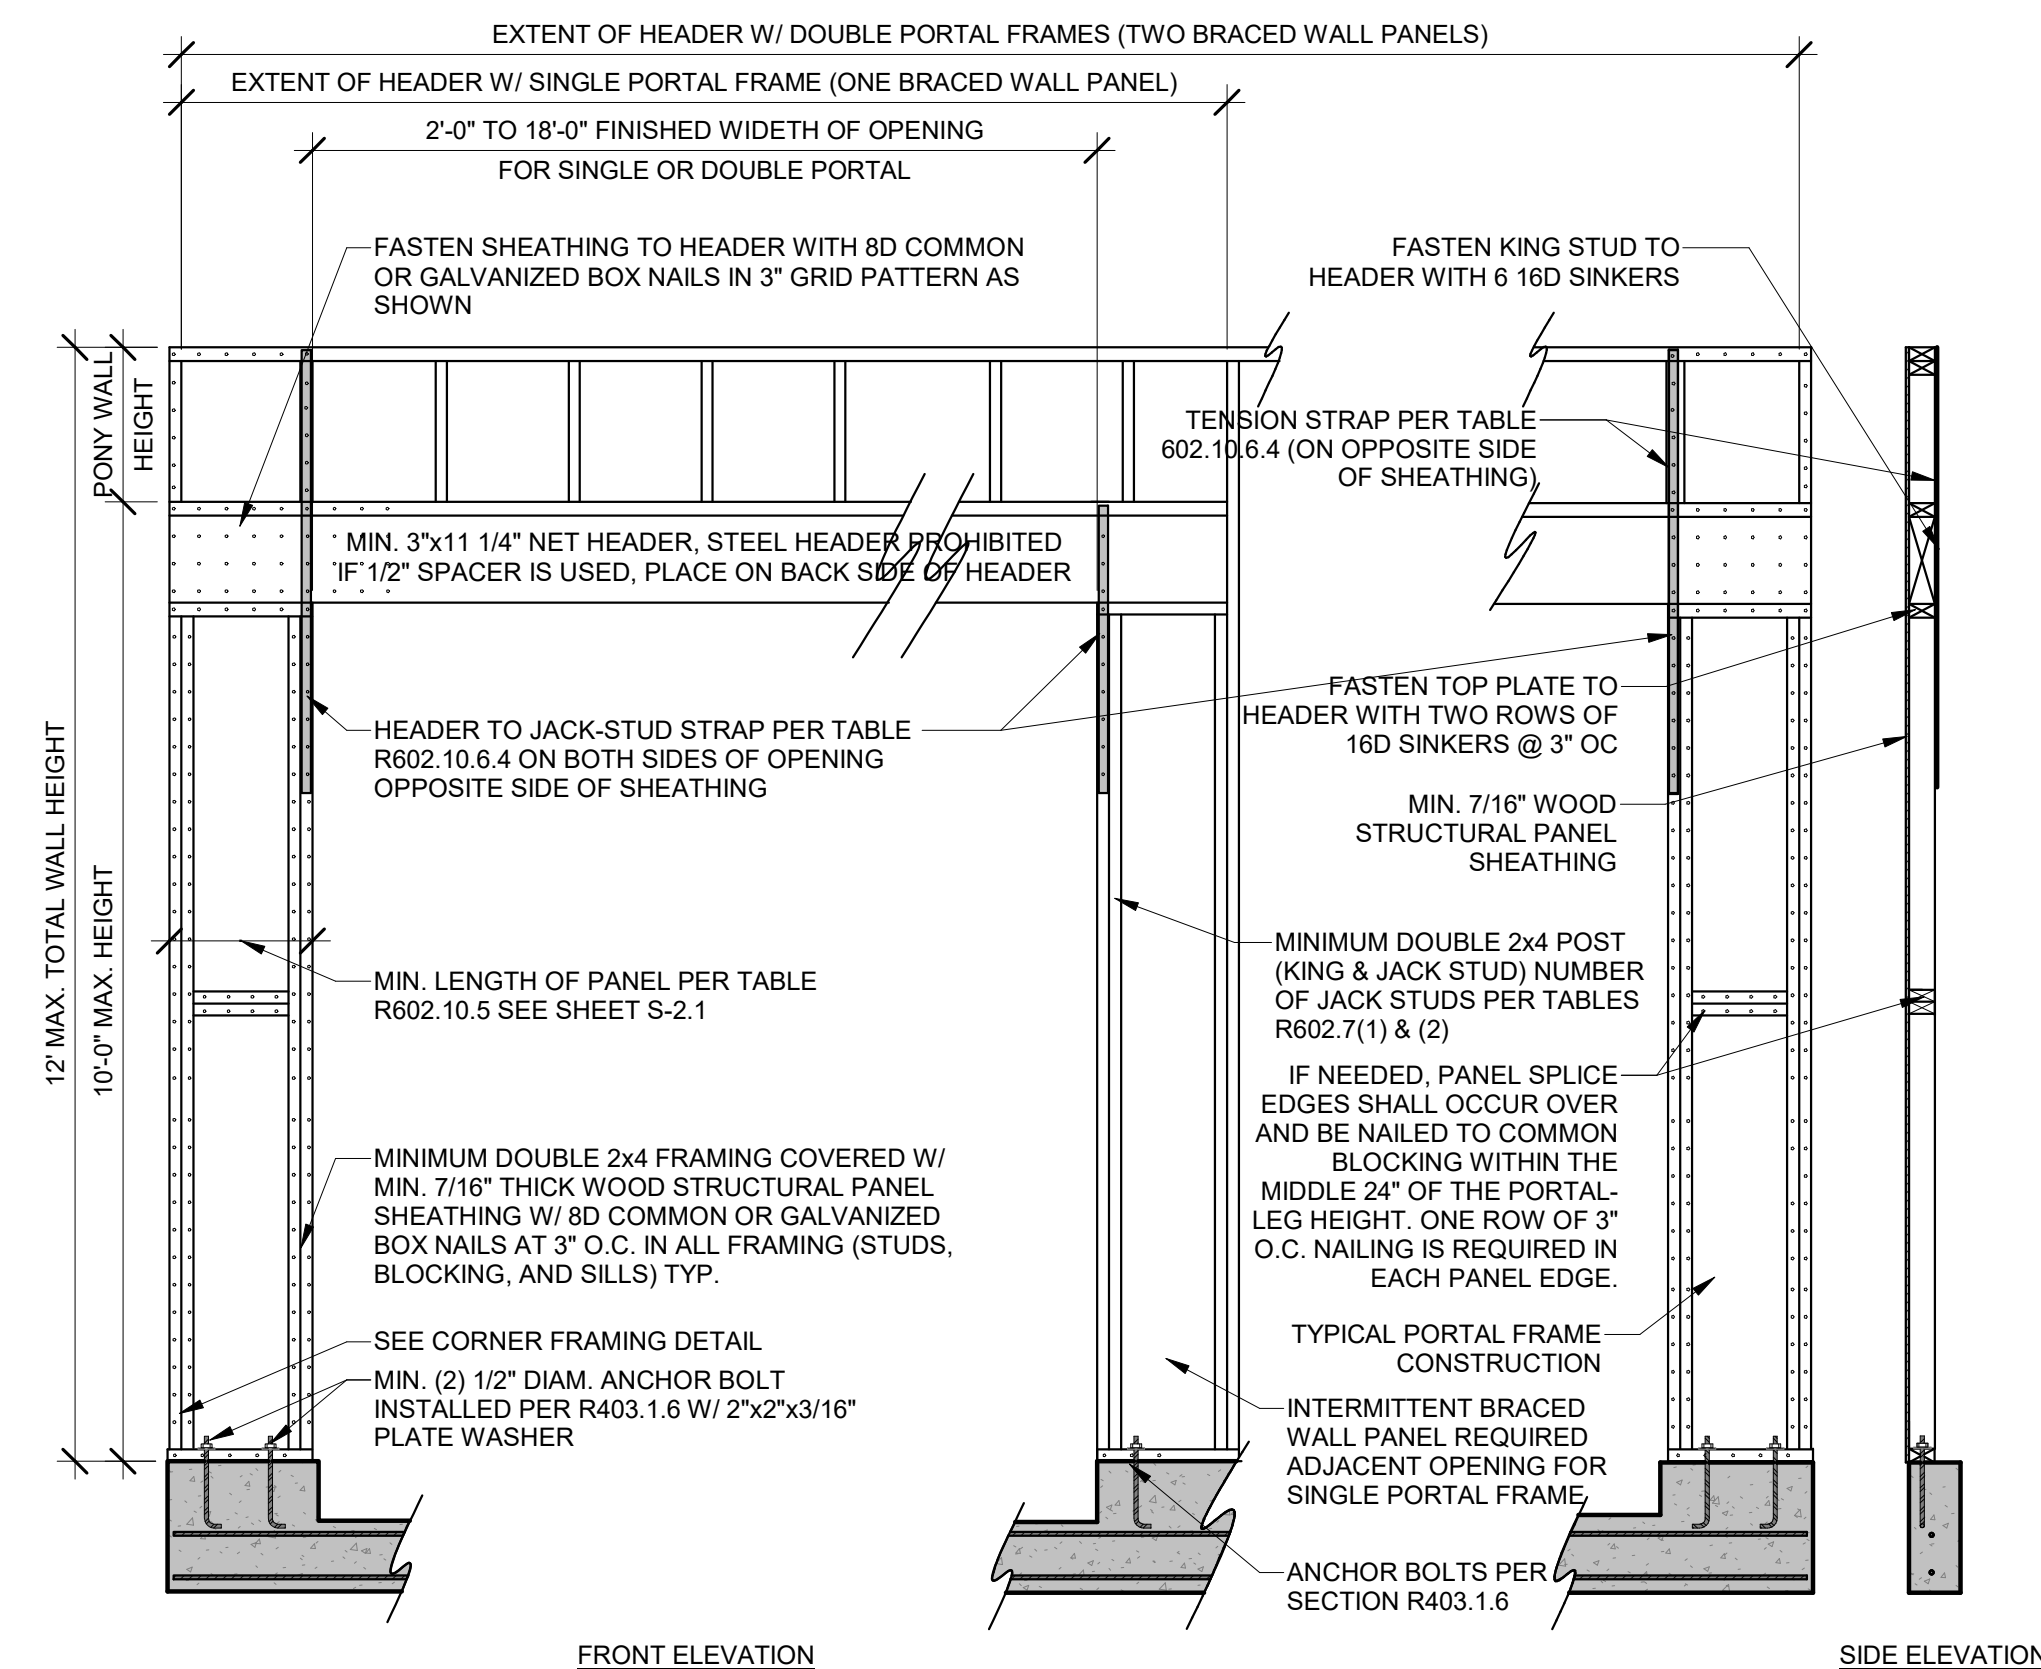 EXTENT OF HEADER W/ DOUBLE PORTAL FRAMES (TWO BRACED WALL PANELS)
EXTENT OF HEADER W/ SINGLE PORTAL FRAME (ONE BRACED WALL PANEL)
2'-0" TO 18'-0" FINISHED WIDETH OF OPENING
FOR SINGLE OR DOUBLE PORTAL
FASTEN SHEATHING TO HEADER WITH 8D COMMON
OR GALVANIZED BOX NAILS IN 3" GRID PATTERN AS
SHOWN
FASTEN KING STUD TO
HEADER WITH 6 16D SINKERS
PONY WALL
HEIGHT
TENSION STRAP PER TABLE
602.10.6.4 (ON OPPOSITE SIDE
OF SHEATHING)
MIN. 3"x11 1/4" NET HEADER, STEEL HEADER PROHIBITED
IF 1/2" SPACER IS USED, PLACE ON BACK SIDE OF HEADER
12' MAX. TOTAL WALL HEIGHT
10'-0" MAX. HEIGHT
HEADER TO JACK-STUD STRAP PER TABLE
R602.10.6.4 ON BOTH SIDES OF OPENING
OPPOSITE SIDE OF SHEATHING
FASTEN TOP PLATE TO
HEADER WITH TWO ROWS OF
16D SINKERS @ 3" OC
MIN. 7/16" WOOD
STRUCTURAL PANEL
SHEATHING
MIN. LENGTH OF PANEL PER TABLE
R602.10.5 SEE SHEET S-2.1
MINIMUM DOUBLE 2x4 POST
(KING & JACK STUD) NUMBER
OF JACK STUDS PER TABLES
R602.7(1) & (2)
IF NEEDED, PANEL SPLICE
EDGES SHALL OCCUR OVER
AND BE NAILED TO COMMON
BLOCKING WITHIN THE
MIDDLE 24" OF THE PORTAL-
LEG HEIGHT. ONE ROW OF 3"
O.C. NAILING IS REQUIRED IN
EACH PANEL EDGE.
MINIMUM DOUBLE 2x4 FRAMING COVERED W/
MIN. 7/16" THICK WOOD STRUCTURAL PANEL
SHEATHING W/ 8D COMMON OR GALVANIZED
BOX NAILS AT 3" O.C. IN ALL FRAMING (STUDS,
BLOCKING, AND SILLS) TYP.
SEE CORNER FRAMING DETAIL
MIN. (2) 1/2" DIAM. ANCHOR BOLT
INSTALLED PER R403.1.6 W/ 2"x2"x3/16"
PLATE WASHER
TYPICAL PORTAL FRAME
CONSTRUCTION
INTERMITTENT BRACED
WALL PANEL REQUIRED
ADJACENT OPENING FOR
SINGLE PORTAL FRAME
ANCHOR BOLTS PER
SECTION R403.1.6
FRONT ELEVATION
SIDE ELEVATION